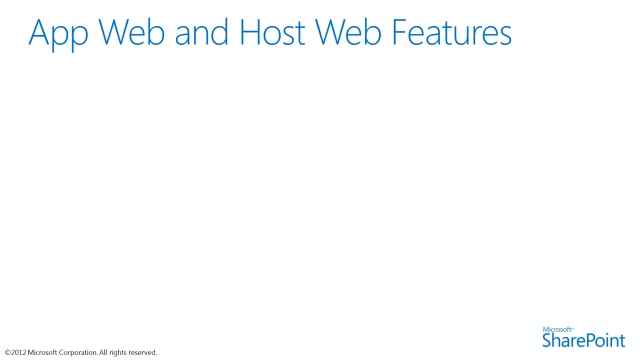 App Web and Host Web Features
Microsoft®
SharePoint
©2012 Microsoft Corporation. All rights reserved.